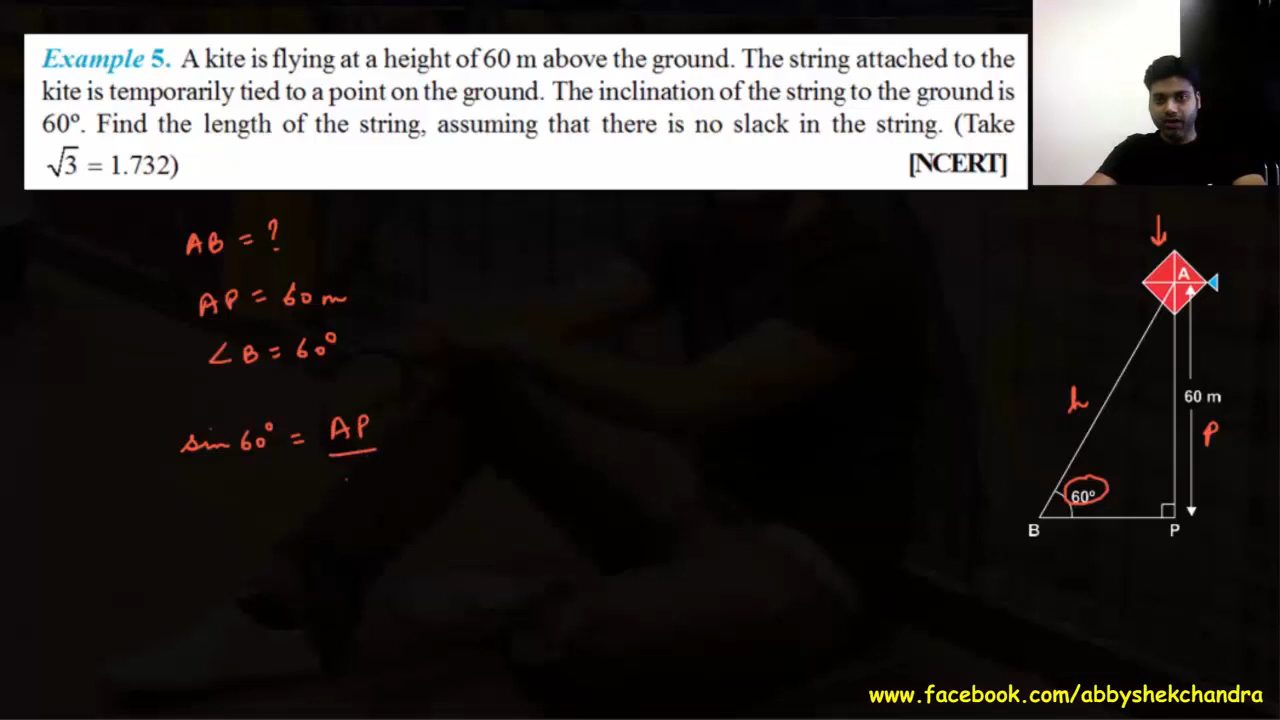 Example 5. A kite is flying at a height of 60 m above the ground. The string attached to the
kite is temporarily tied to a point on the ground. The inclination of the string to the ground is
60º. Find the length of the string, assuming that there is no slack in the string. (Take
√3 = 1.732) [NCERT]
AB = ?
AP = 60 m
∠B = 60°
sin 60° = AP
A
h
60 m
P
60º
B
P
www.facebook.com/abbyshekchandra